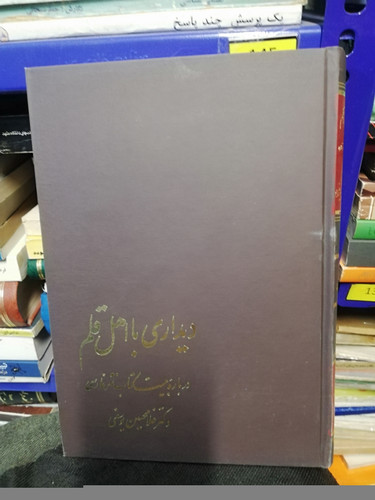 یک پرسش چند پاسخ
دیداری با اهل قلم
درباره بیست کتاب نثر فارسی
دکتر غلامحسین یوسفی